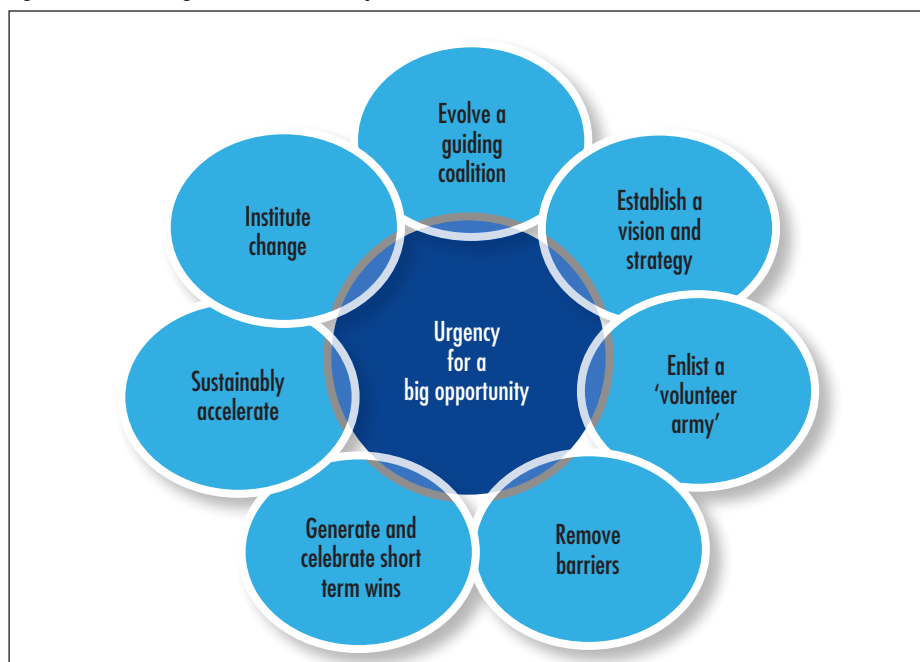 Evolve a
guiding
coalition
Establish a
vision and
strategy
Enlist a
‘volunteer
army’
Remove
barriers
Generate and
celebrate short
term wins
Sustainably
accelerate
Institute
change
Urgency
for a
big opportunity